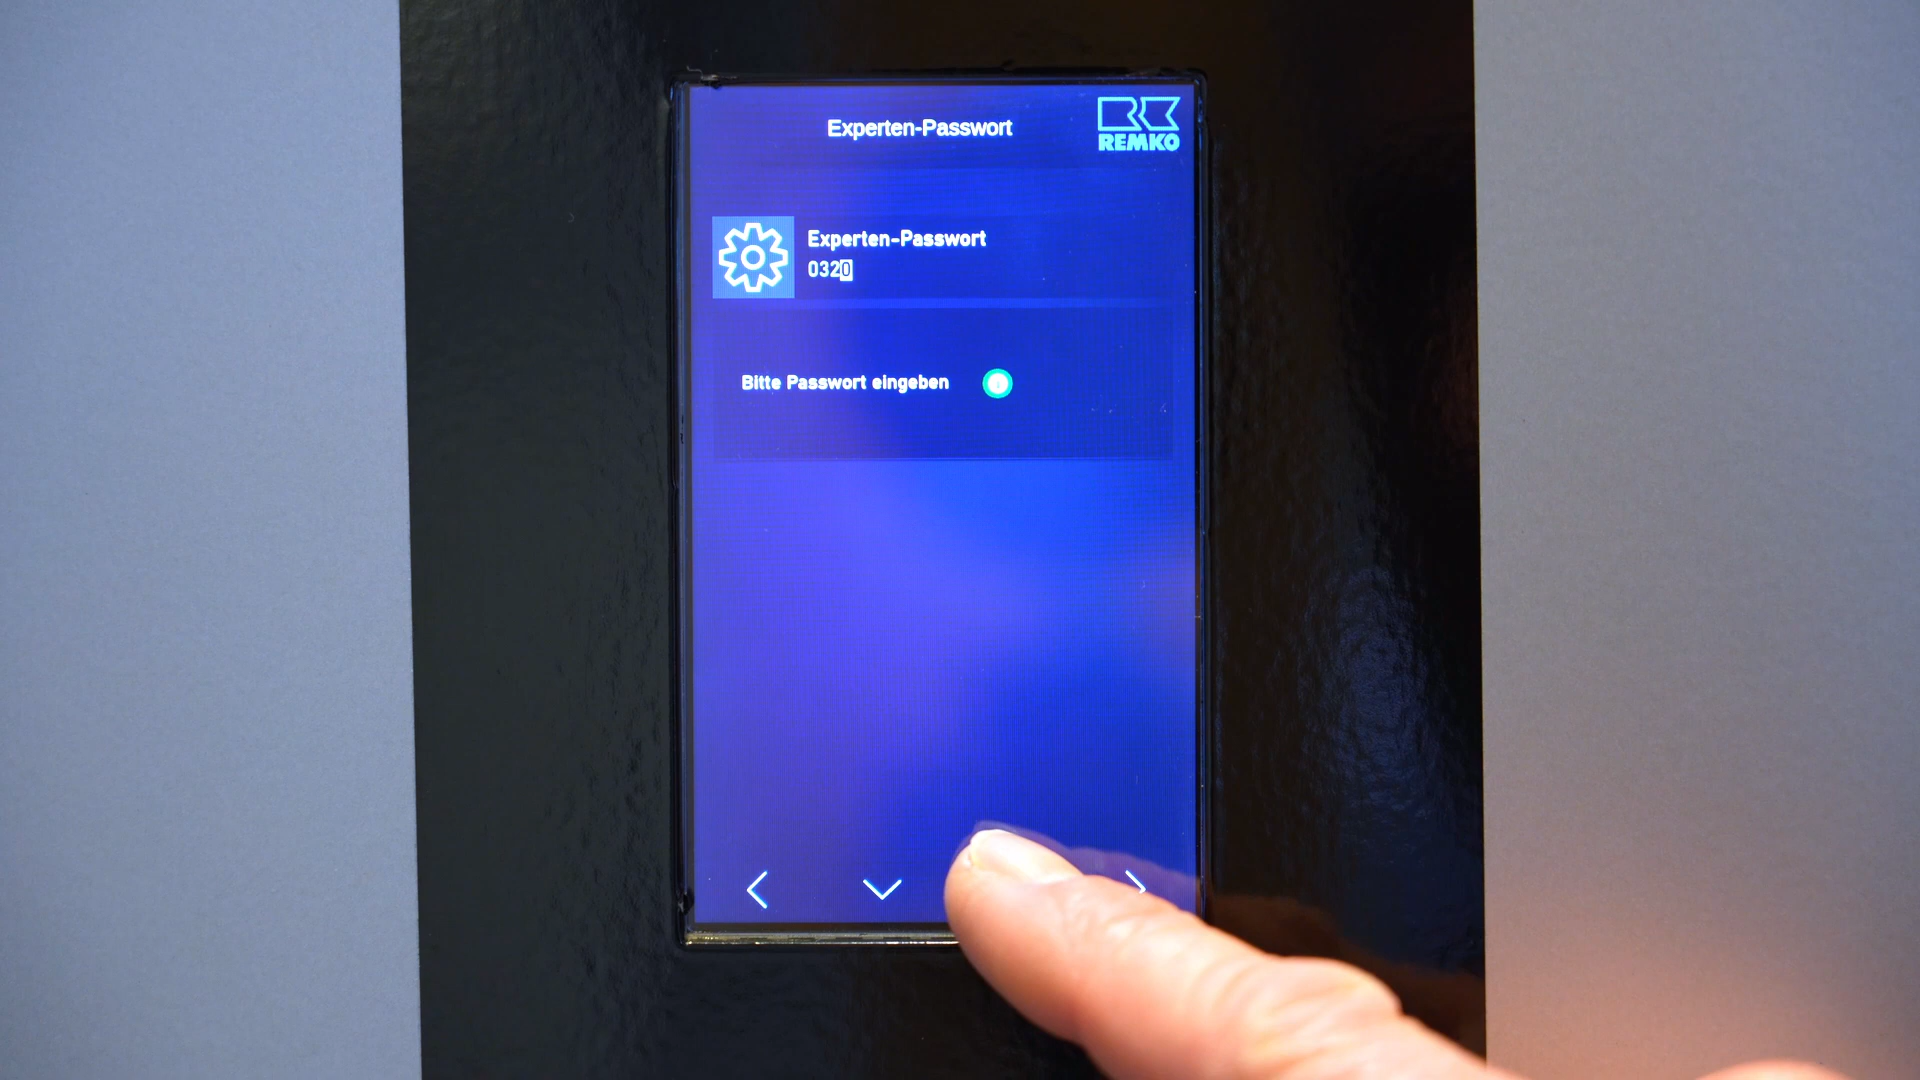 Experten-Passwort
REMKO
Experten-Passwort
0320
Bitte Passwort eingeben